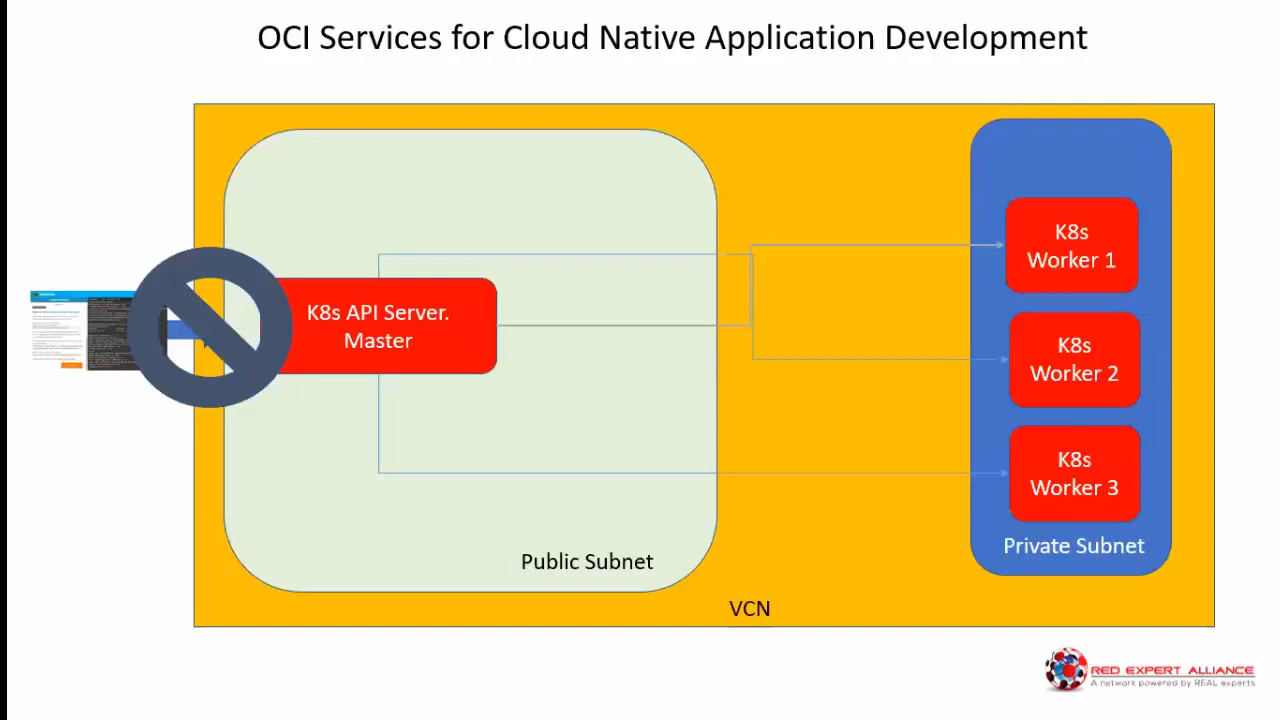 OCI Services for Cloud Native Application Development
K8s API Server.
Master
K8s
Worker 1
K8s
Worker 2
K8s
Worker 3
Private Subnet
Public Subnet
VCN
RED EXPERT ALLIANCE
A network powered by REAL experts